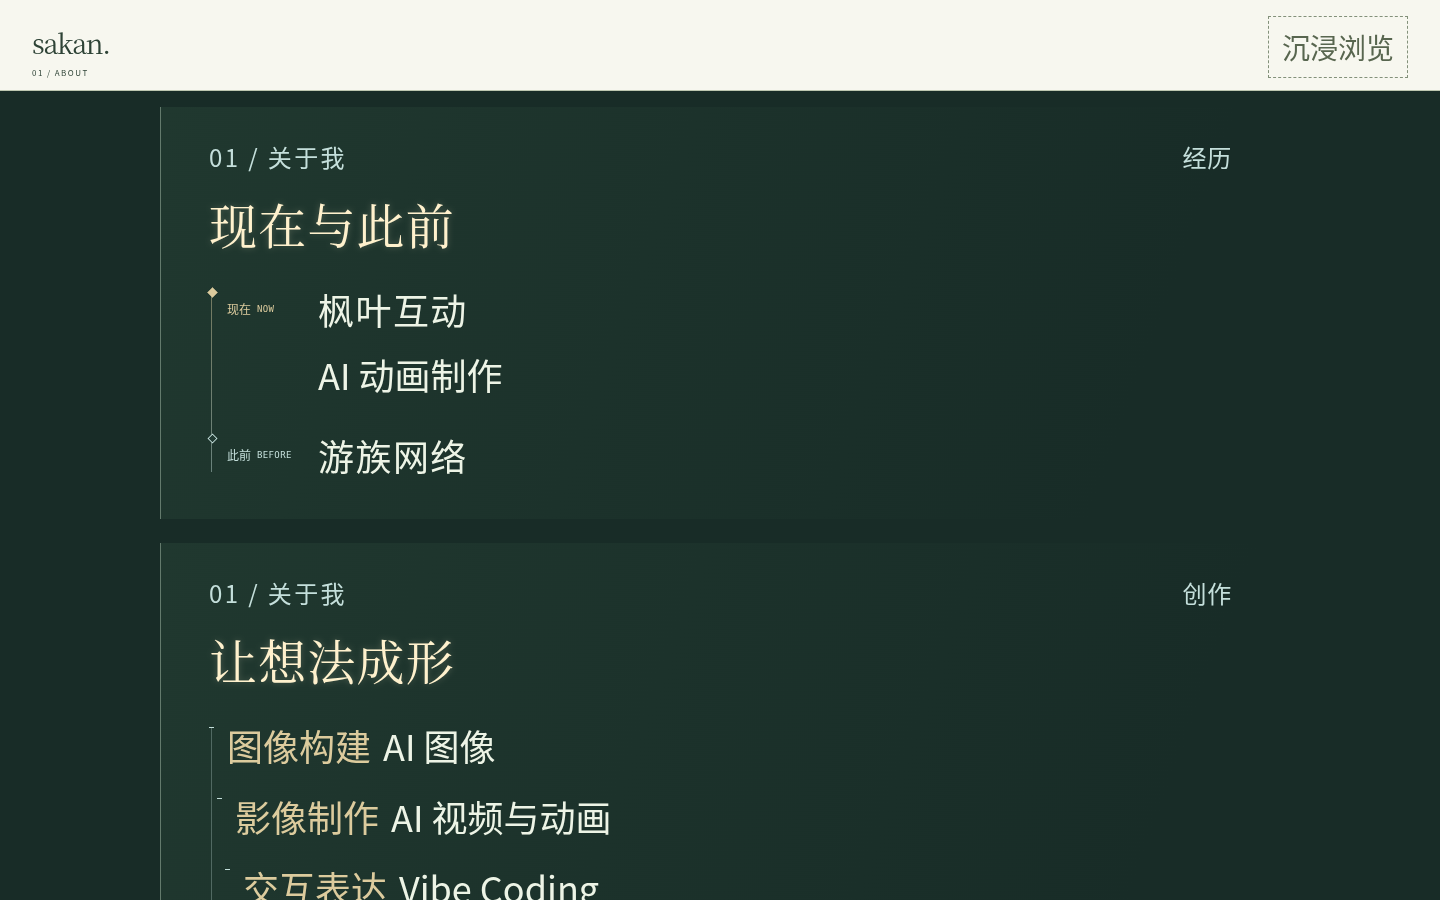 sakan.
01 / ABOUT
沉浸浏览
01 / 关于我
经历
现在与此前
现在 NOW
枫叶互动
AI 动画制作
此前 BEFORE
游族网络
01 / 关于我
创作
让想法成形
图像构建 AI 图像
影像制作 AI 视频与动画
交互表达 Vibe Coding